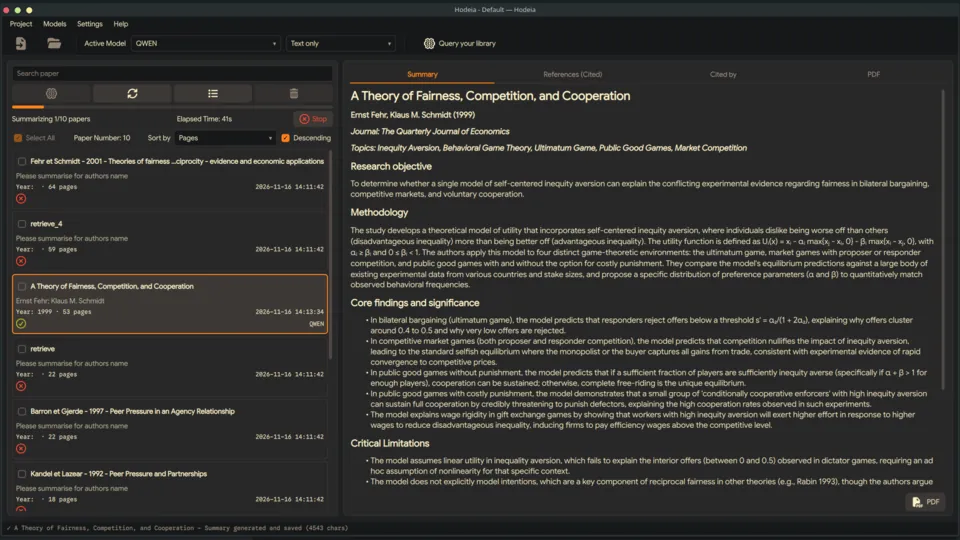 Hodeia - Default — Hodeia
Project Models Settings Help
Active Model QWEN Text only Query your library
Search paper
Summarizing 1/10 papers Elapsed Time: 41s Stop
Select All Paper Number: 10 Sort by Pages Descending
Fehr et Schmidt - 2001 - Theories of fairness ...ciprocity - evidence and economic applications
Please summarise for authors name
Year: · 64 pages 2026-11-16 14:11:42
retrieve_4
Please summarise for authors name
Year: · 59 pages 2026-11-16 14:11:42
A Theory of Fairness, Competition, and Cooperation
Ernst Fehr; Klaus M. Schmidt
Year: 1999 · 53 pages 2026-11-16 14:13:34
QWEN
retrieve
Please summarise for authors name
Year: · 22 pages 2026-11-16 14:11:42
Barron et Gjerde - 1997 - Peer Pressure in an Agency Relationship
Please summarise for authors name
Year: · 22 pages 2026-11-16 14:11:42
Kandel et Lazear - 1992 - Peer Pressure and Partnerships
Please summarise for authors name
Year: · 18 pages 2026-11-16 14:11:42
Summary References (Cited) Cited by PDF
A Theory of Fairness, Competition, and Cooperation
Ernst Fehr, Klaus M. Schmidt (1999)
Journal: The Quarterly Journal of Economics
Topics: Inequity Aversion, Behavioral Game Theory, Ultimatum Game, Public Good Games, Market Competition
Research objective
To determine whether a single model of self-centered inequity aversion can explain the conflicting experimental evidence regarding fairness in bilateral bargaining,
competitive markets, and voluntary cooperation.
Methodology
The study develops a theoretical model of utility that incorporates self-centered inequity aversion, where individuals dislike being worse off than others
(disadvantageous inequality) more than being better off (advantageous inequality). The utility function is defined as Uᵢ(x) = xᵢ - αᵢ max{xⱼ - xᵢ, 0} - βᵢ max{xᵢ - xⱼ, 0}, with
αᵢ ≥ βᵢ and 0 ≤ βᵢ < 1. The authors apply this model to four distinct game-theoretic environments: the ultimatum game, market games with proposer or responder
competition, and public good games with and without the option for costly punishment. They compare the model's equilibrium predictions against a large body of
existing experimental data from various countries and stake sizes, and propose a specific distribution of preference parameters (α and β) to quantitatively match
observed behavioral frequencies.
Core findings and significance
• In bilateral bargaining (ultimatum game), the model predicts that responders reject offers below a threshold s' = α₂/(1 + 2α₂), explaining why offers cluster
around 0.4 to 0.5 and why very low offers are rejected.
• In competitive market games (both proposer and responder competition), the model predicts that competition nullifies the impact of inequity aversion,
leading to the standard selfish equilibrium where the monopolist or the buyer captures all gains from trade, consistent with experimental evidence of rapid
convergence to competitive prices.
• In public good games without punishment, the model predicts that if a sufficient fraction of players are sufficiently inequity averse (specifically if α + β > 1 for
enough players), cooperation can be sustained; otherwise, complete free-riding is the unique equilibrium.
• In public good games with costly punishment, the model demonstrates that a small group of 'conditionally cooperative enforcers' with high inequity aversion
can sustain full cooperation by credibly threatening to punish defectors, explaining the high cooperation rates observed in such experiments.
• The model explains wage rigidity in gift exchange games by showing that workers with high inequity aversion will exert higher effort in response to higher
wages to reduce disadvantageous inequality, inducing firms to pay efficiency wages above the competitive level.
Critical Limitations
• The model assumes linear utility in inequality aversion, which fails to explain the interior offers (between 0 and 0.5) observed in dictator games, requiring an ad
hoc assumption of nonlinearity for that specific context.
• The model does not explicitly model intentions, which are a key component of reciprocal fairness in other theories (e.g., Rabin 1993), though the authors argue
PDF
✓ A Theory of Fairness, Competition, and Cooperation – Summary generated and saved (4543 chars)